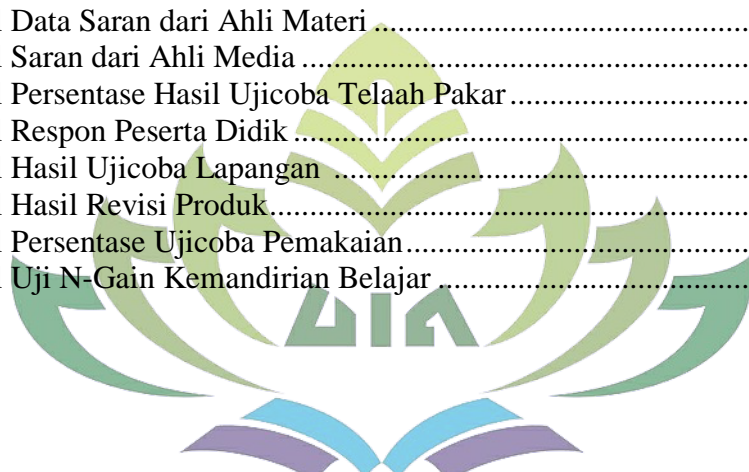 Data Saran dari Ahli Materi ......................................................
Saran dari Ahli Media ................................................................
Persentase Hasil Ujicoba Telaah Pakar ...................................
Respon Peserta Didik .................................................................
Hasil Ujicoba Lapangan ...........................................................
Hasil Revisi Produk ....................................................................
Persentase Ujicoba Pemakaian .................................................
Uji N-Gain Kemandirian Belajar .............................................
UIN